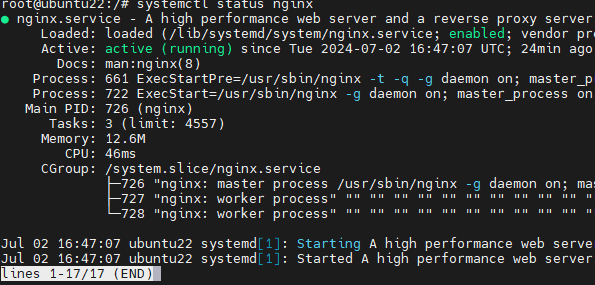 root@ubuntu22:/# systemctl status nginx
● nginx.service - A high performance web server and a reverse proxy server
     Loaded: loaded (/lib/systemd/system/nginx.service; enabled; vendor pre
     Active: active (running) since Tue 2024-07-02 16:47:07 UTC; 24min ago
       Docs: man:nginx(8)
    Process: 661 ExecStartPre=/usr/sbin/nginx -t -q -g daemon on; master_p
    Process: 722 ExecStart=/usr/sbin/nginx -g daemon on; master_process on
   Main PID: 726 (nginx)
      Tasks: 3 (limit: 4557)
     Memory: 12.6M
        CPU: 46ms
     CGroup: /system.slice/nginx.service
             ├─726 "nginx: master process /usr/sbin/nginx -g daemon on; mas
             ├─727 "nginx: worker process" "" "" "" "" "" "" "" "" "" "" ""
             └─728 "nginx: worker process" "" "" "" "" "" "" "" "" "" "" ""
Jul 02 16:47:07 ubuntu22 systemd[1]: Starting A high performance web serve
Jul 02 16:47:07 ubuntu22 systemd[1]: Started A high performance web serve
lines 1-17/17 (END)